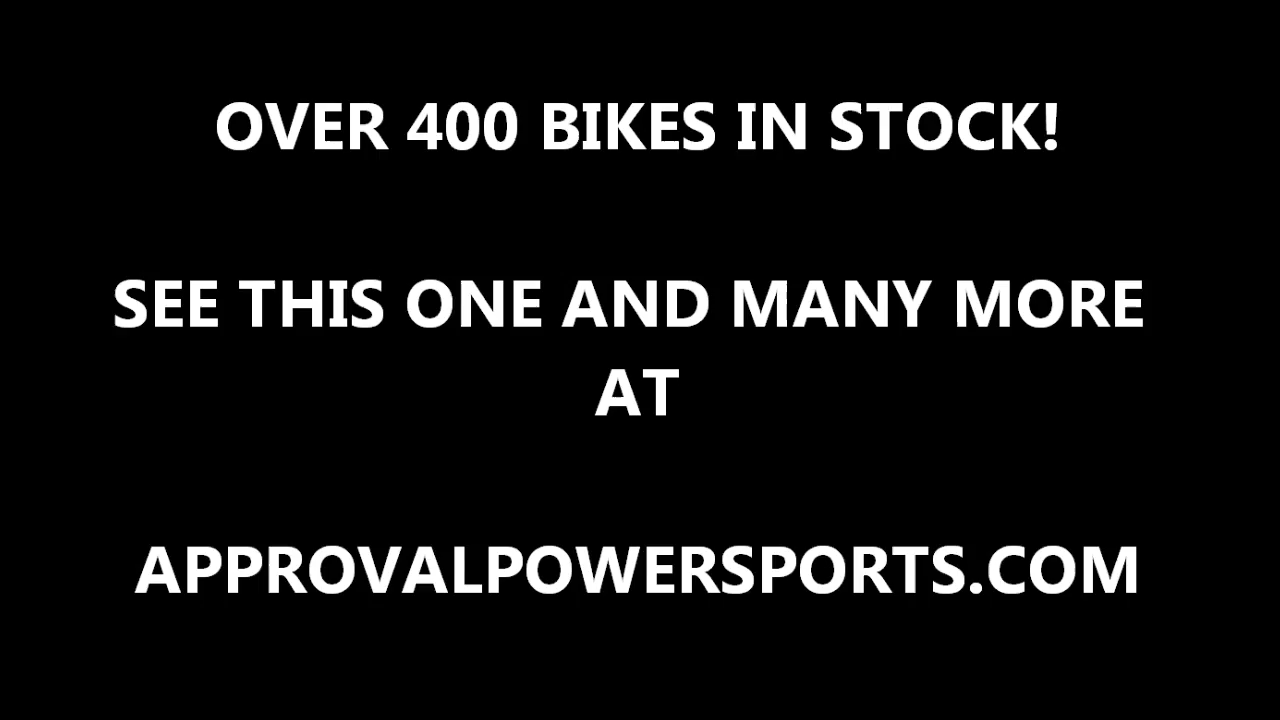 OVER 400 BIKES IN STOCK!
SEE THIS ONE AND MANY MORE
AT
APPROVALPOWERSPORTS.COM